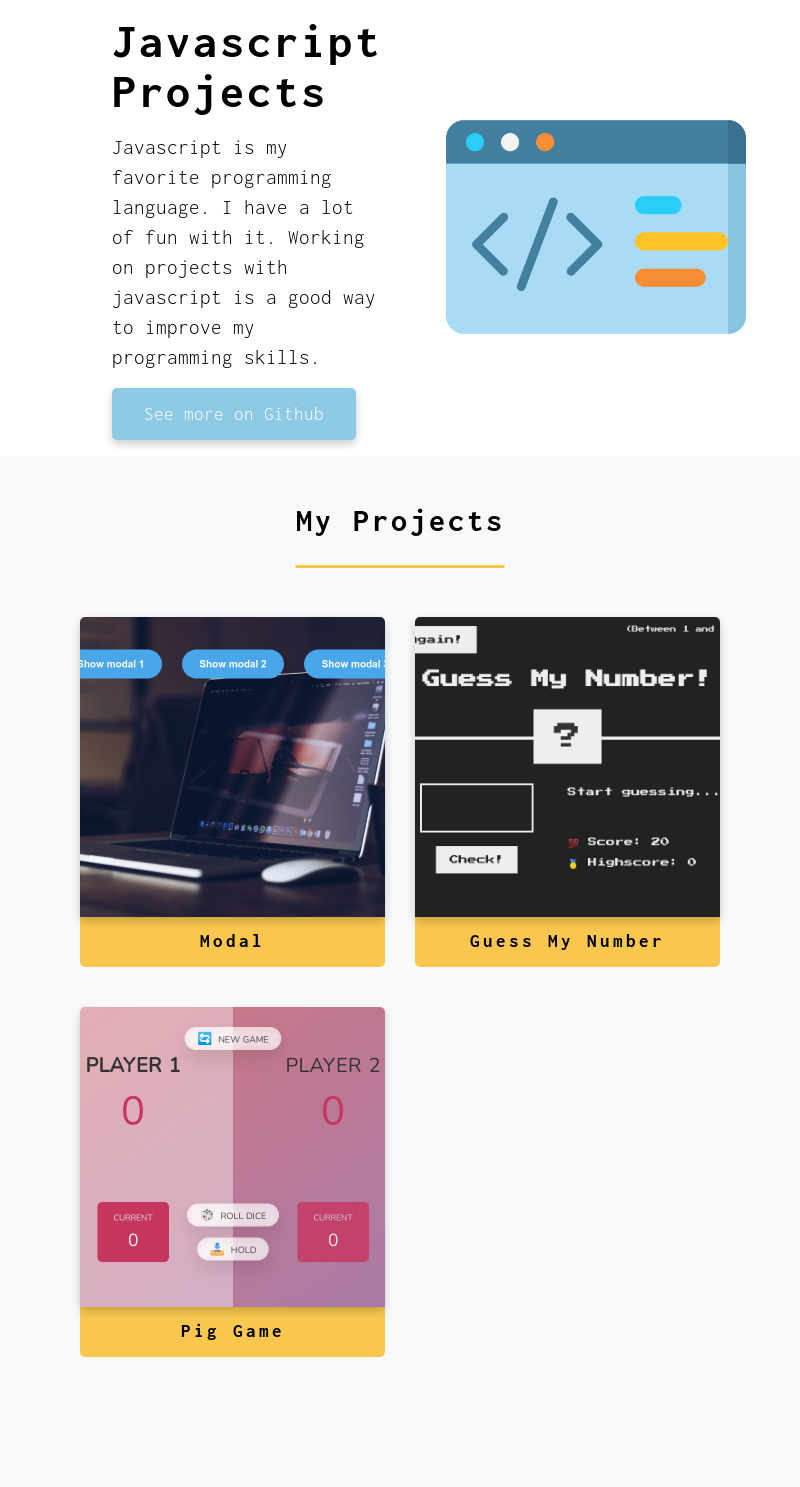 Javascript
Projects
Javascript is my
favorite programming
language. I have a lot
of fun with it. Working
on projects with
javascript is a good way
to improve my
programming skills.
See more on Github
</>
My Projects
Show modal 1
Show modal 2
Show modal
Modal
gain!
(Between 1 and
Guess My Number!
?
Start guessing...
Check!
💯 Score: 20
🥇 Highscore: 0
Guess My Number
🔄 NEW GAME
PLAYER 1
PLAYER 2
0
0
CURRENT
0
🎲 ROLL DICE
📥 HOLD
CURRENT
0
Pig Game